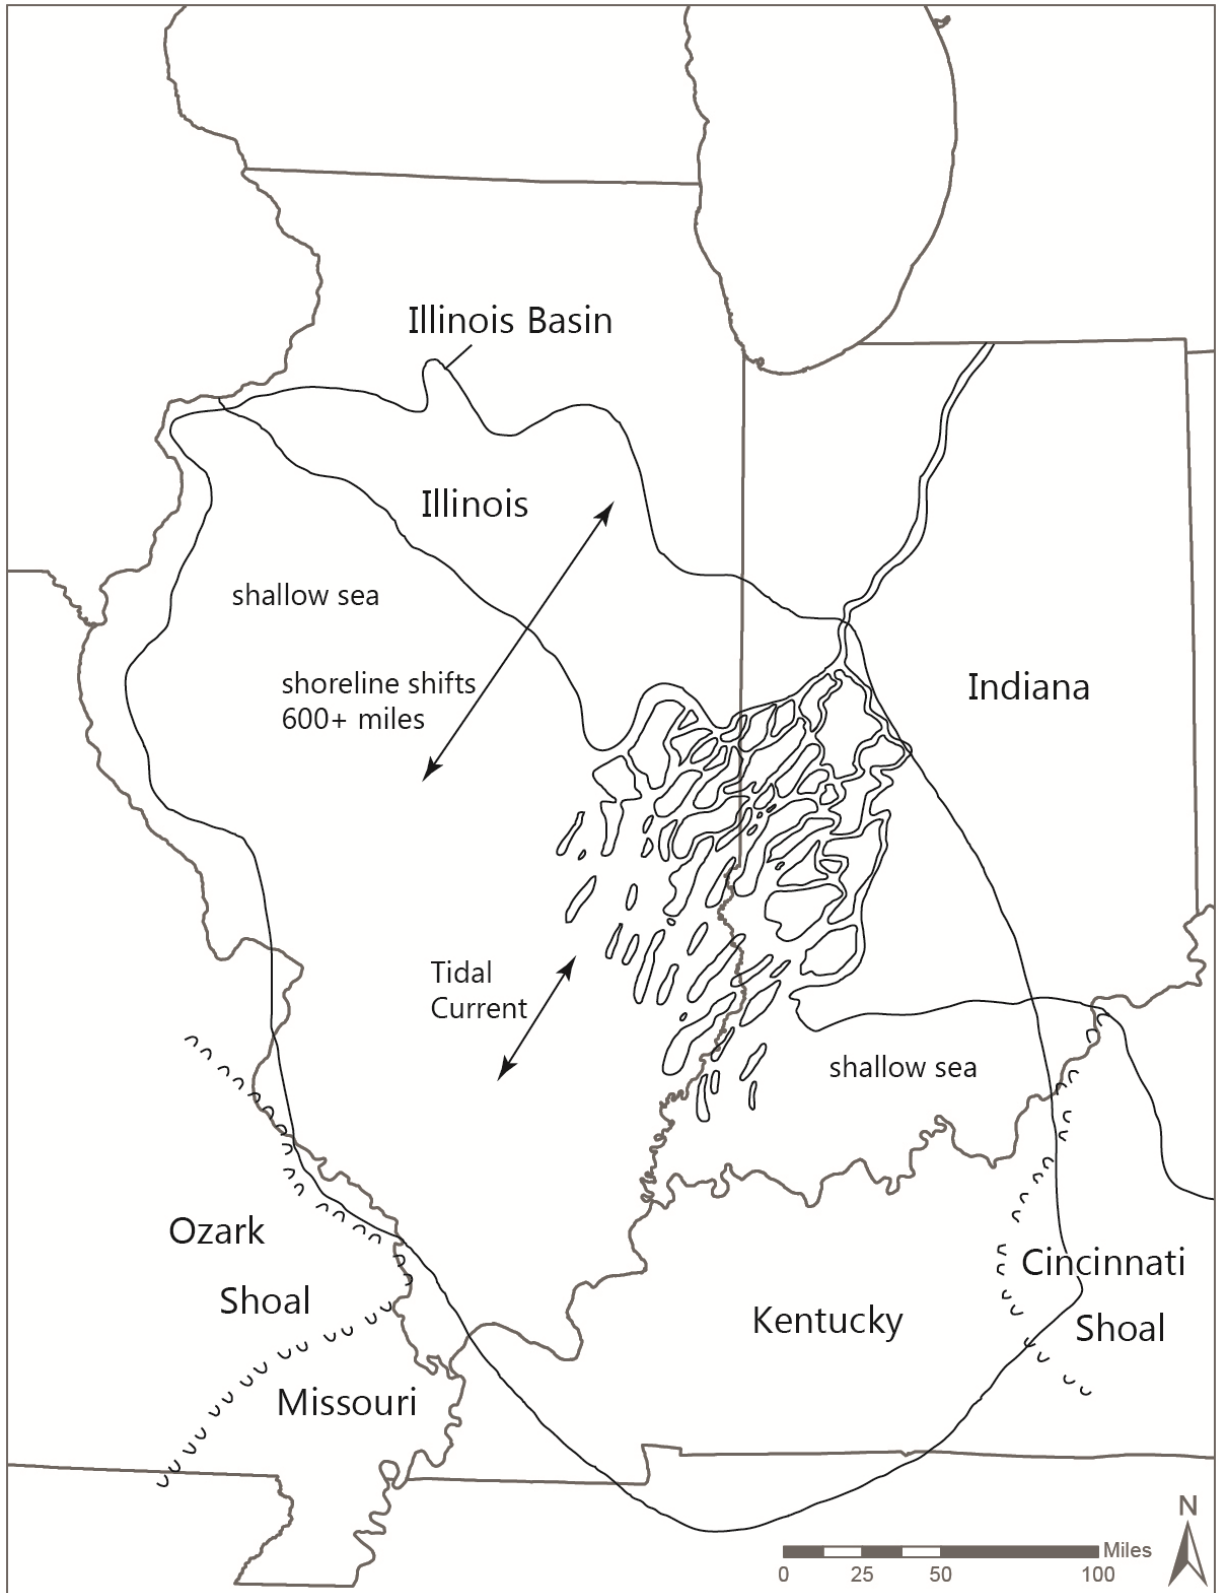 Illinois Basin
Illinois
shallow sea
shoreline shifts
600+ miles
Indiana
Tidal
Current
shallow sea
Ozark
Shoal
Cincinnati
Shoal
Kentucky
Missouri
N
Miles
0 25 50 100